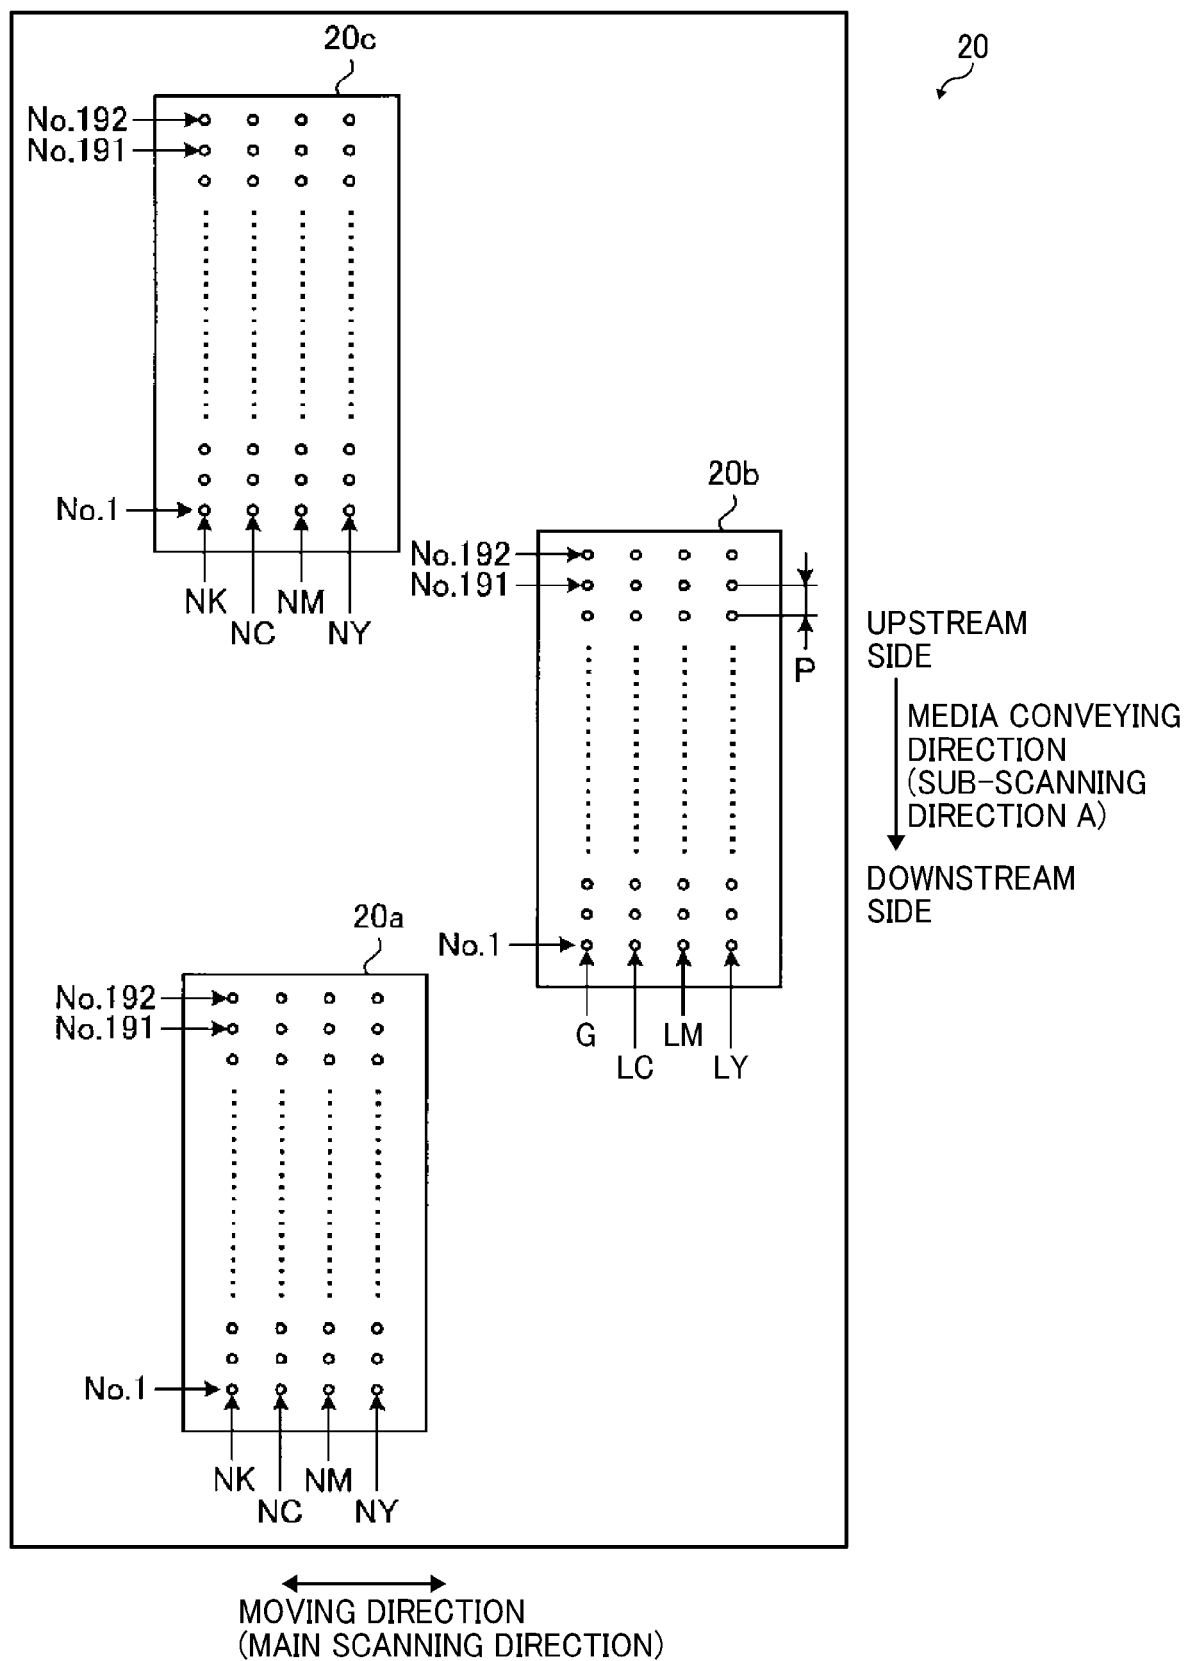 20c
20
No.192
No.191
No.1
NK
NC
NM
NY
20b
No.192
No.191
P
No.1
G
LC
LM
LY
UPSTREAM
SIDE
MEDIA CONVEYING
DIRECTION
(SUB-SCANNING
DIRECTION A)
DOWNSTREAM
SIDE
20a
No.192
No.191
No.1
NK
NC
NM
NY
MOVING DIRECTION
(MAIN SCANNING DIRECTION)